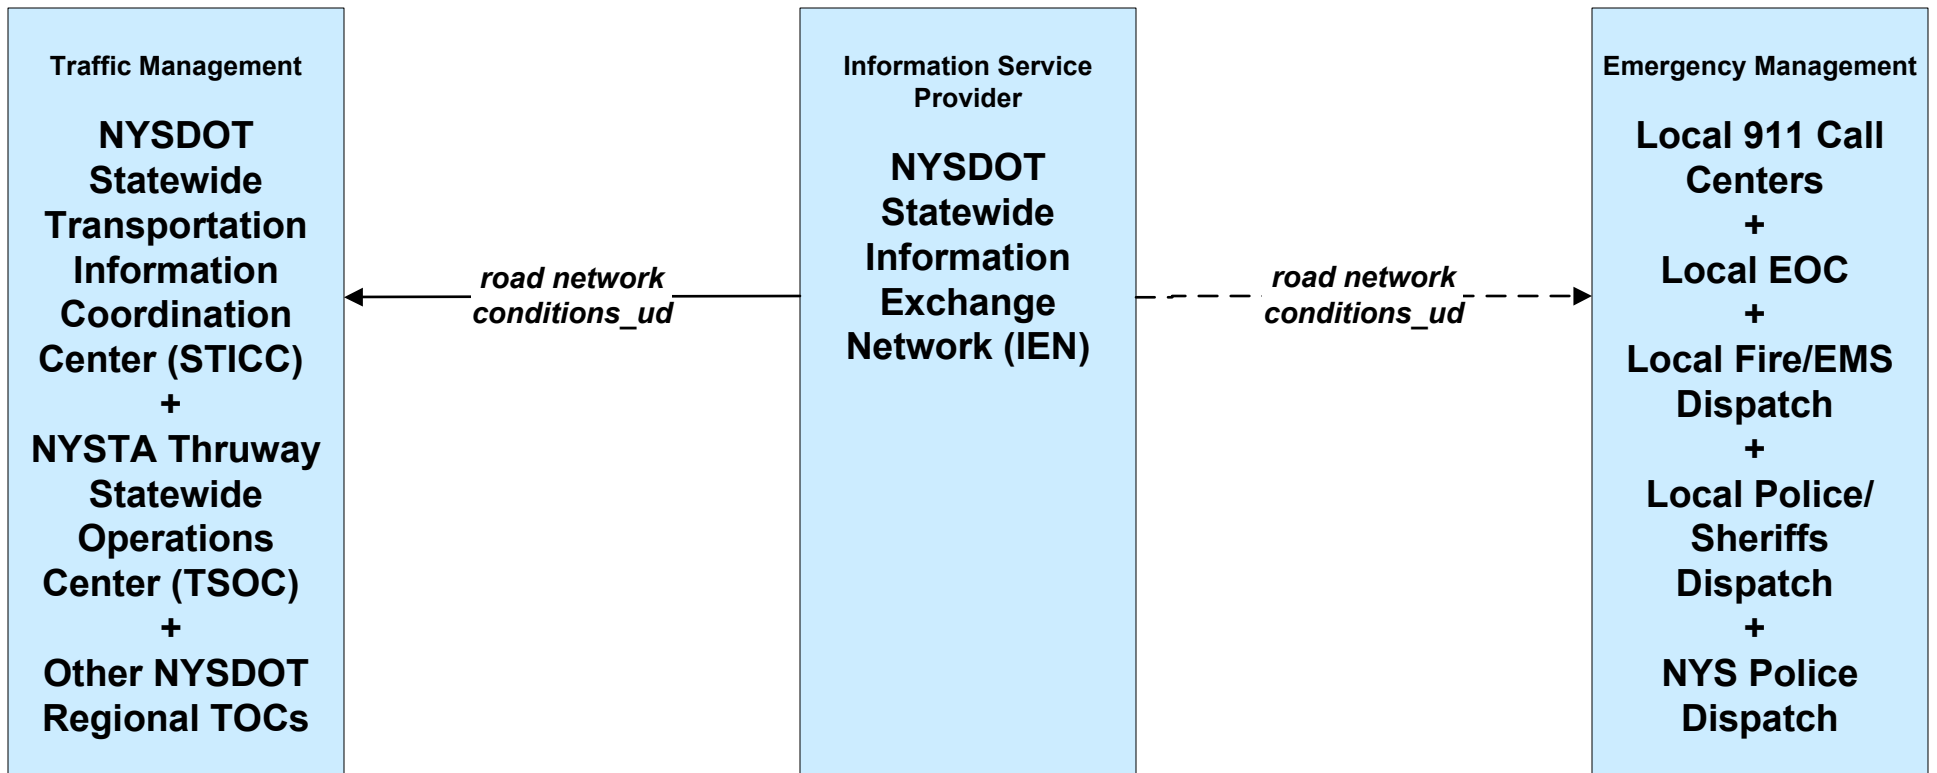 Traffic Management
NYSDOT
Statewide
Transportation
Information
Coordination
Center (STICC)
+
NYSTA Thruway
Statewide
Operations
Center (TSOC)
+
Other NYSDOT
Regional TOCs
road network
conditions_ud
Information Service
Provider
NYSDOT
Statewide
Information
Exchange
Network (IEN)
road network
conditions_ud
Emergency Management
Local 911 Call
Centers
+
Local EOC
+
Local Fire/EMS
Dispatch
+
Local Police/
Sheriffs
Dispatch
+
NYS Police
Dispatch